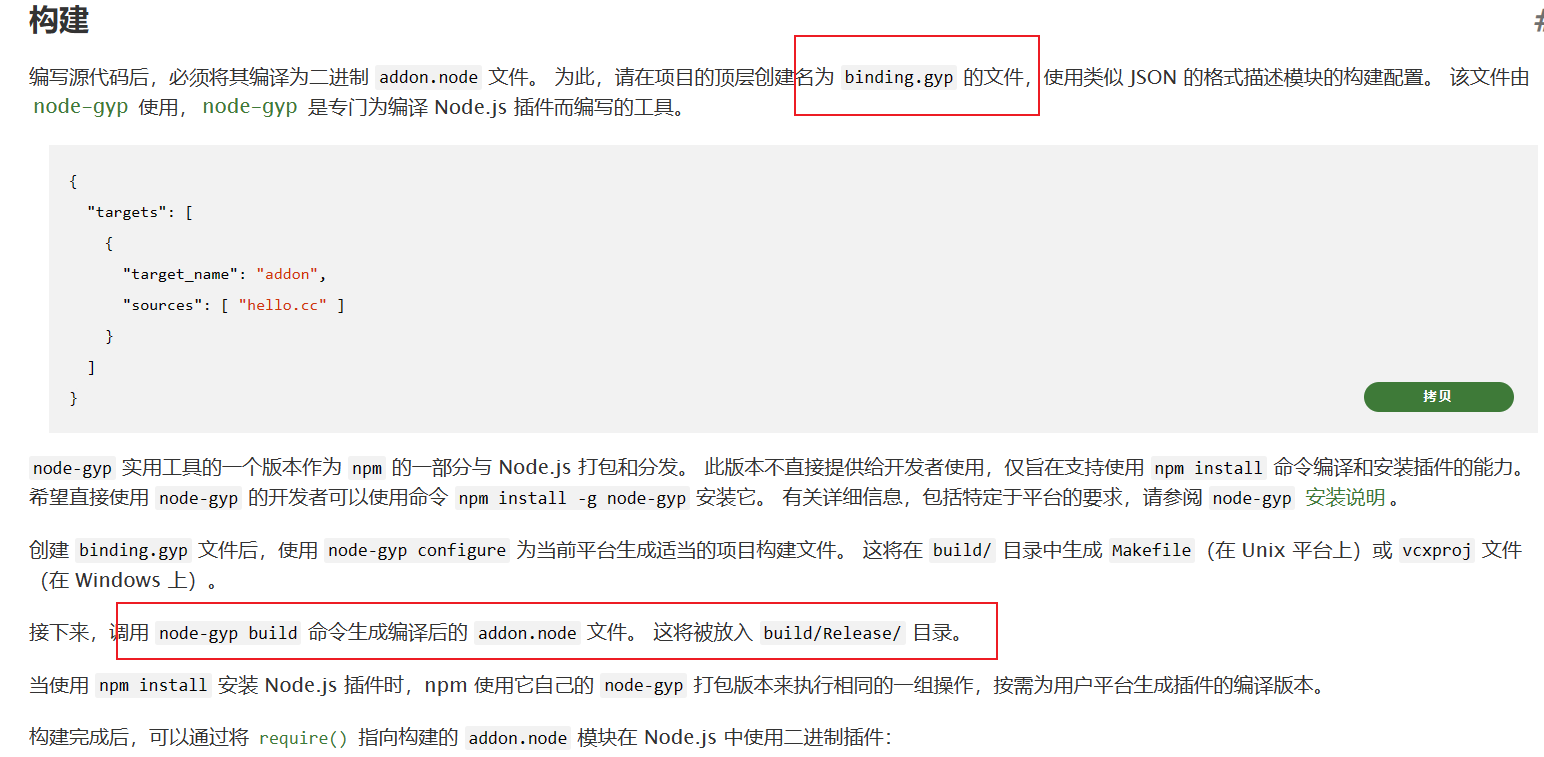 构建
#
编写源代码后，必须将其编译为二进制 addon.node 文件。 为此，请在项目的顶层创建名为 binding.gyp 的文件，使用类似 JSON 的格式描述模块的构建配置。 该文件由
node-gyp 使用， node-gyp 是专门为编译 Node.js 插件而编写的工具。
{
"targets": [
{
"target_name": "addon",
"sources": [ "hello.cc" ]
}
]
}
拷贝
node-gyp 实用工具的一个版本作为 npm 的一部分与 Node.js 打包和分发。 此版本不直接提供给开发者使用，仅旨在支持使用 npm install 命令编译和安装插件的能力。
希望直接使用 node-gyp 的开发者可以使用命令 npm install -g node-gyp 安装它。 有关详细信息，包括特定于平台的要求，请参阅 node-gyp 安装说明。
创建 binding.gyp 文件后，使用 node-gyp configure 为当前平台生成适当的项目构建文件。 这将在 build/ 目录中生成 Makefile （在 Unix 平台上）或 vcxproj 文件
（在 Windows 上）。
接下来，调用 node-gyp build 命令生成编译后的 addon.node 文件。 这将被放入 build/Release/ 目录。
当使用 npm install 安装 Node.js 插件时，npm 使用它自己的 node-gyp 打包版本来执行相同的一组操作，按需为用户平台生成插件的编译版本。
构建完成后，可以通过将 require() 指向构建的 addon.node 模块在 Node.js 中使用二进制插件：